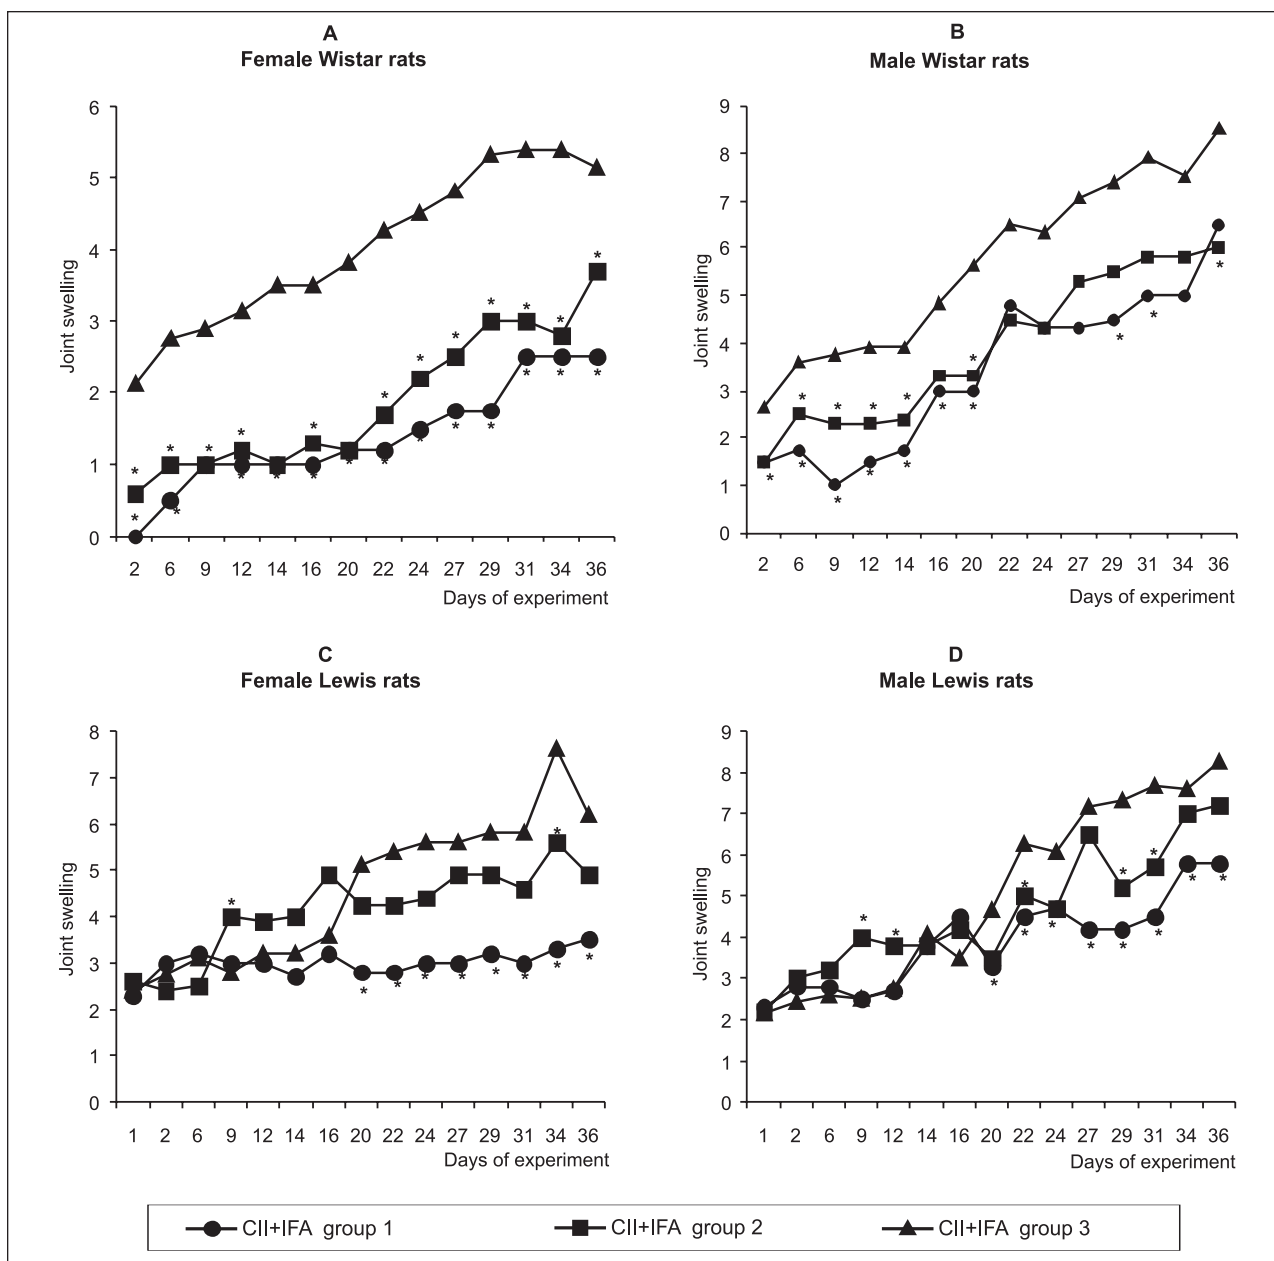 A
Female Wistar rats
6
5
4
3
2
1
0
Joint swelling
* * * * * * * * * * * *
* * * * * * * * * * * * *
2 6 9 12 14 16 20 22 24 27 29 31 34 36
Days of experiment
B
Male Wistar rats
9
8
7
6
5
4
3
2
1
0
Joint swelling
* * * * *
* * * * * * * * * *
2 6 9 12 14 16 20 22 24 27 29 31 34 36
Days of experiment
C
Female Lewis rats
8
7
6
5
4
3
2
1
0
Joint swelling
* *
* * * * * * * *
1 2 6 9 12 14 16 20 22 24 27 29 31 34 36
Days of experiment
D
Male Lewis rats
9
8
7
6
5
4
3
2
1
0
Joint swelling
* * * * *
* * * * * * * *
1 2 6 9 12 14 16 20 22 24 27 29 31 34 36
Days of experiment
CII+IFA group 1
CII+IFA group 2
CII+IFA group 3